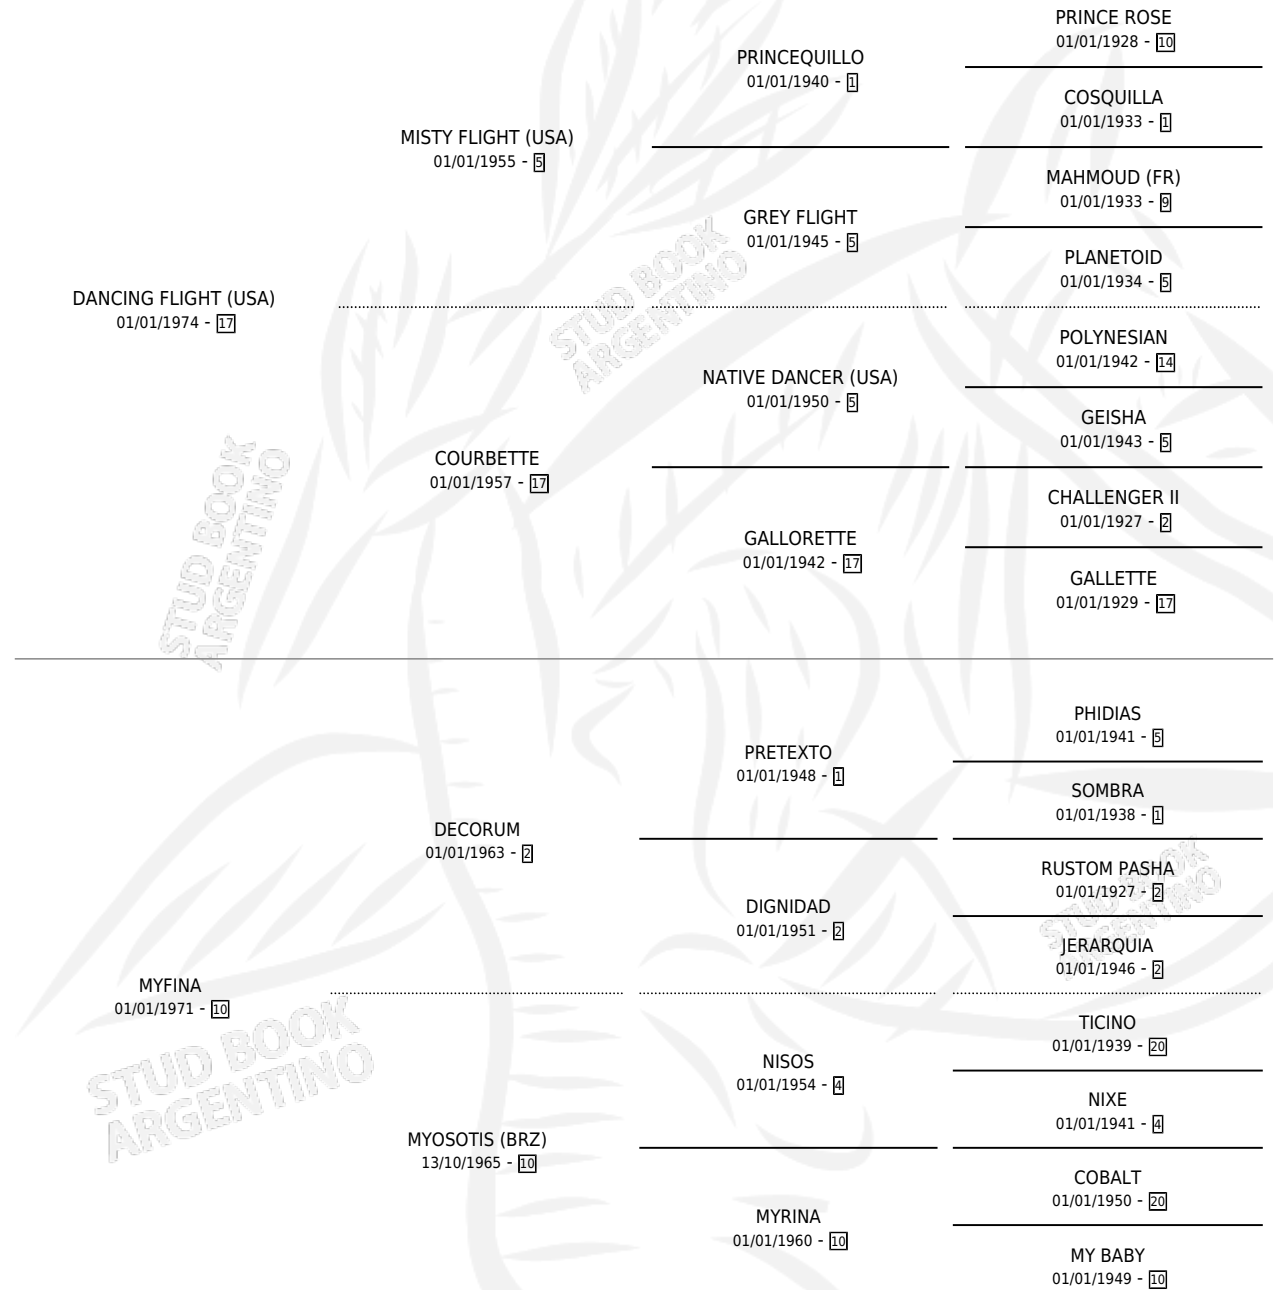 PRINCE ROSE
01/01/1928 - 10
PRINCEQUILLO
01/01/1940 - 1
COSQUILLA
01/01/1933 - 1
MISTY FLIGHT (USA)
01/01/1955 - 5
MAHMOUD (FR)
01/01/1933 - 9
GREY FLIGHT
01/01/1945 - 5
PLANETOID
01/01/1934 - 5
DANCING FLIGHT (USA)
01/01/1974 - 17
POLYNESIAN
01/01/1942 - 14
NATIVE DANCER (USA)
01/01/1950 - 5
GEISHA
01/01/1943 - 5
COURBETTE
01/01/1957 - 17
CHALLENGER II
01/01/1927 - 2
GALLORETTE
01/01/1942 - 17
GALLETTE
01/01/1929 - 17
PHIDIAS
01/01/1941 - 5
PRETEXTO
01/01/1948 - 1
SOMBRA
01/01/1938 - 1
DECORUM
01/01/1963 - 2
RUSTOM PASHA
01/01/1927 - 2
DIGNIDAD
01/01/1951 - 2
JERARQUIA
01/01/1946 - 2
MYFINA
01/01/1971 - 10
TICINO
01/01/1939 - 20
NISOS
01/01/1954 - 4
NIXE
01/01/1941 - 4
MYOSOTIS (BRZ)
13/10/1965 - 10
COBALT
01/01/1950 - 20
MYRINA
01/01/1960 - 10
MY BABY
01/01/1949 - 10
STUD BOOK
ARGENTINO
STUD BOOK
ARGENTINO
STUD BOOK
ARGENTINO
STUD BOOK
ARGENTINO